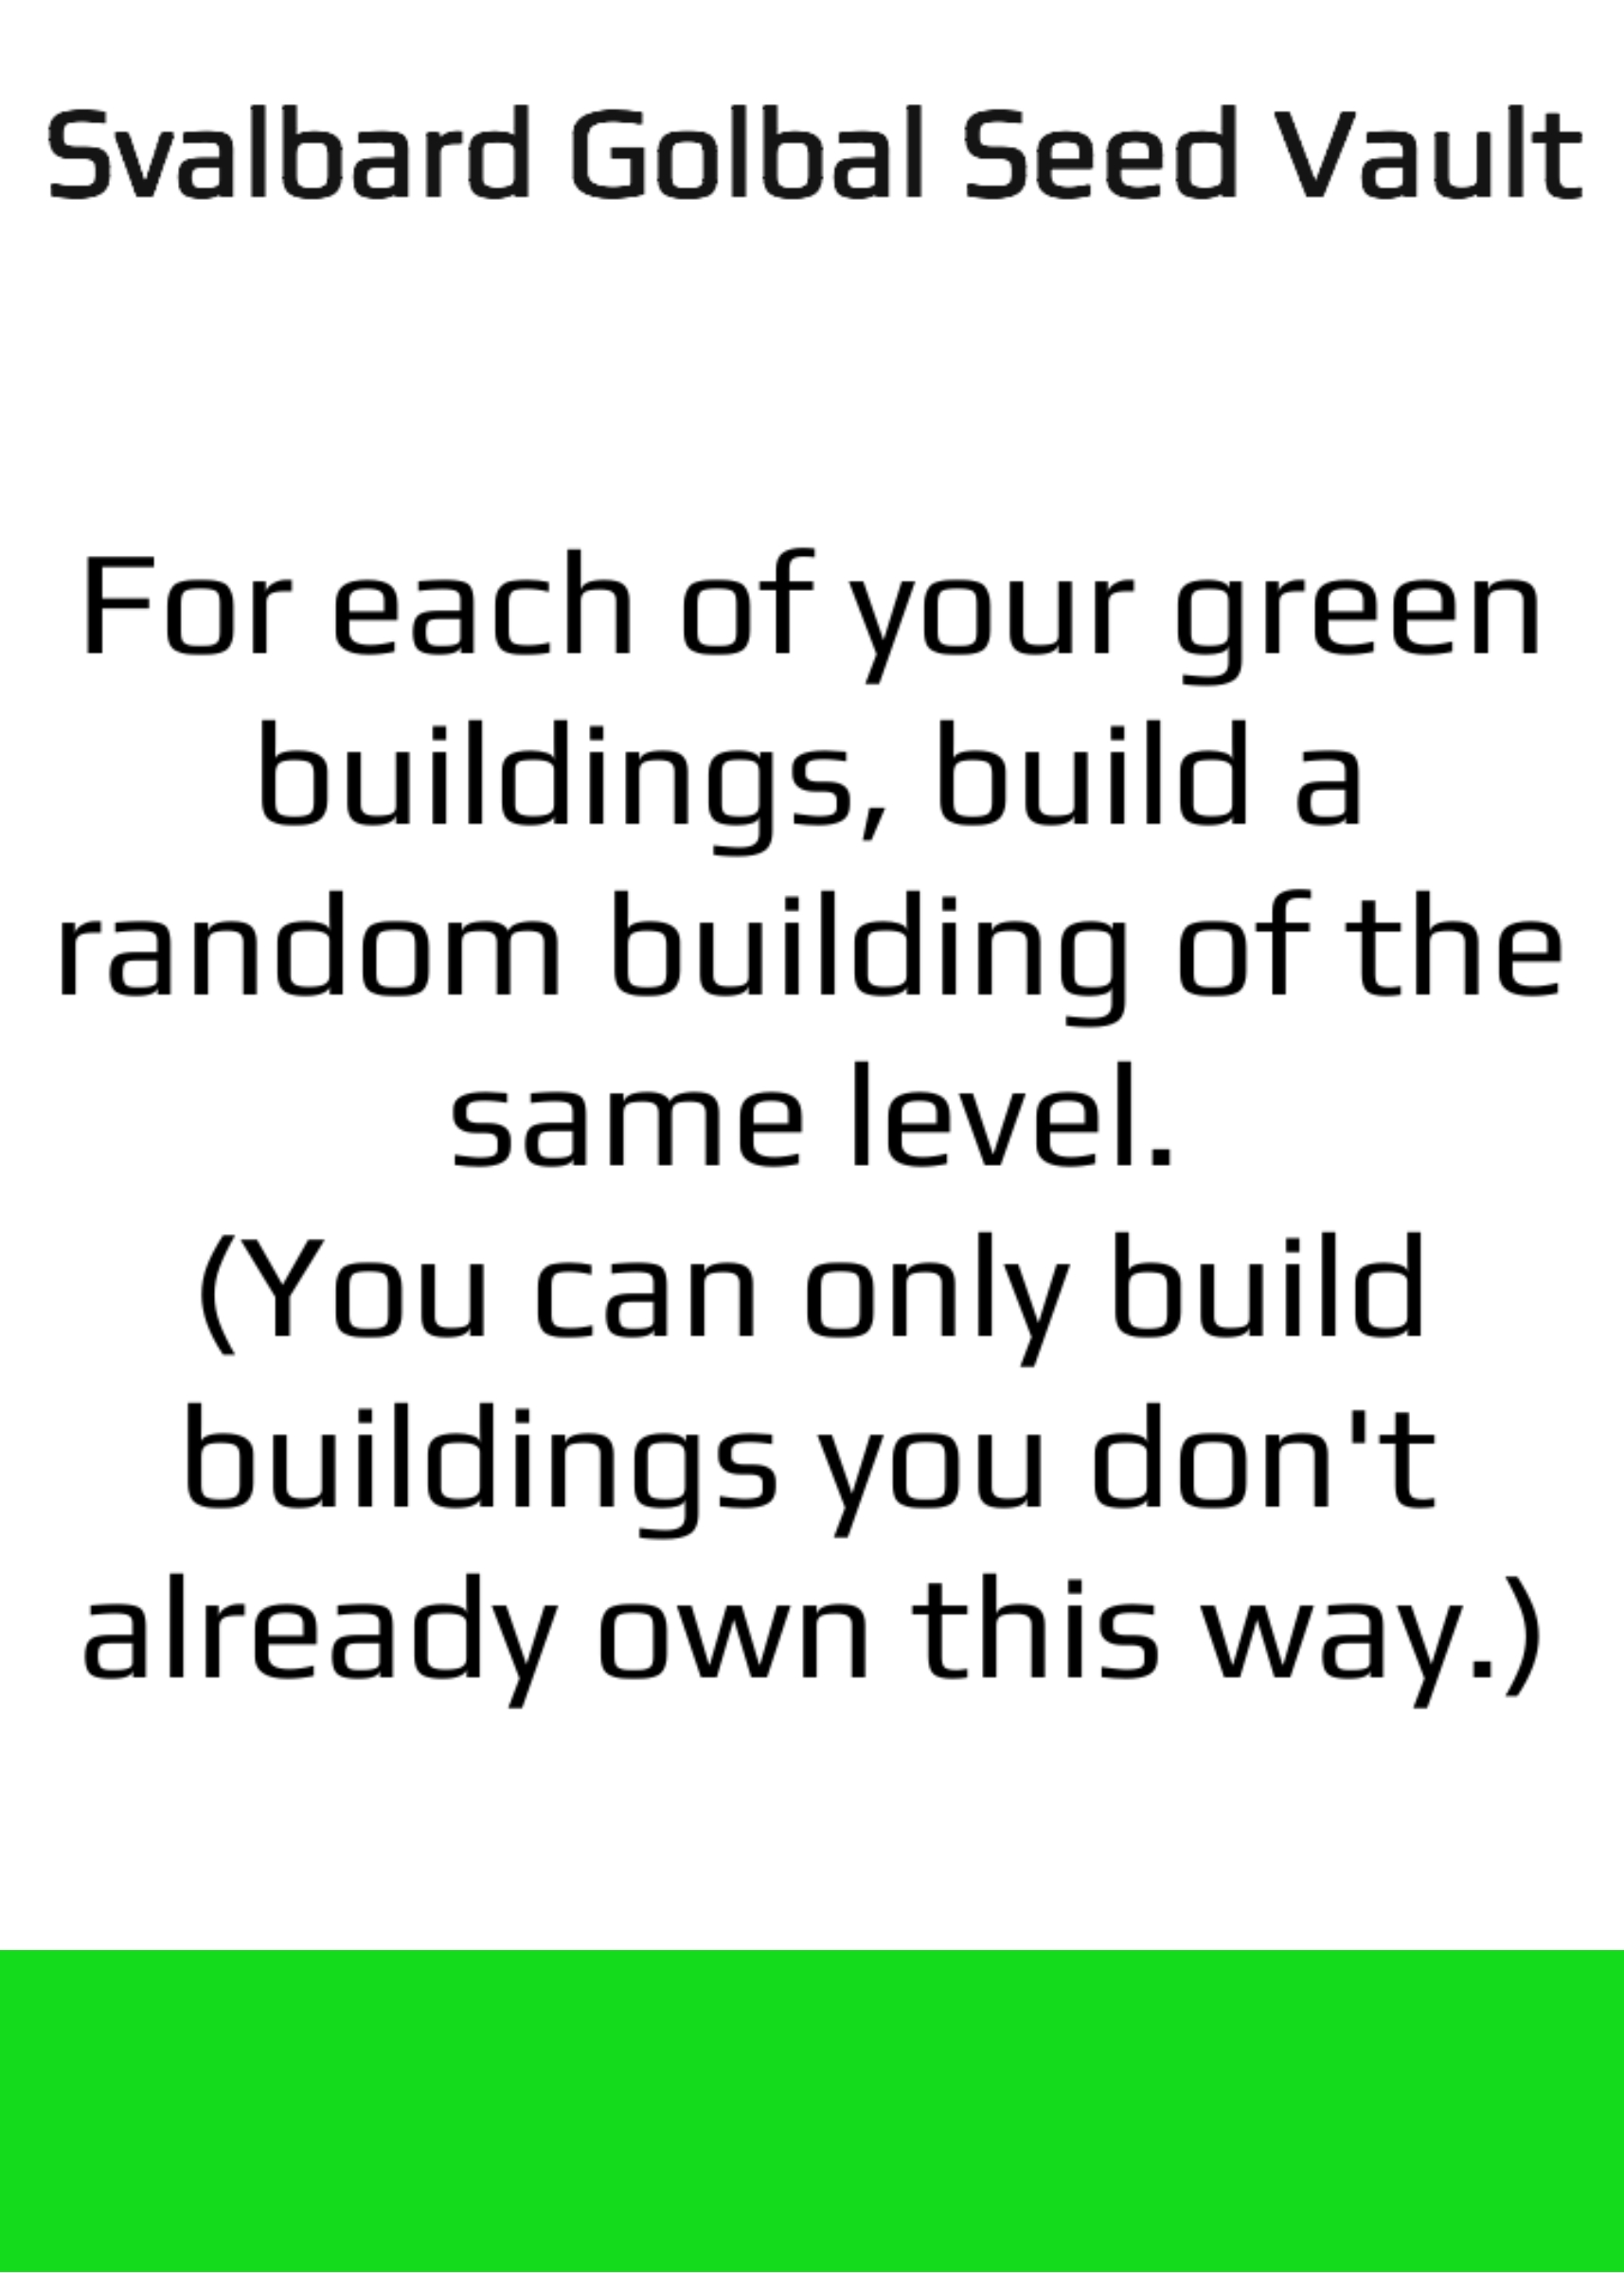 Svalbard Golbal Seed Vault
For each of your green
buildings, build a
random building of the
same level.
(You can only build
buildings you don't
already own this way.)